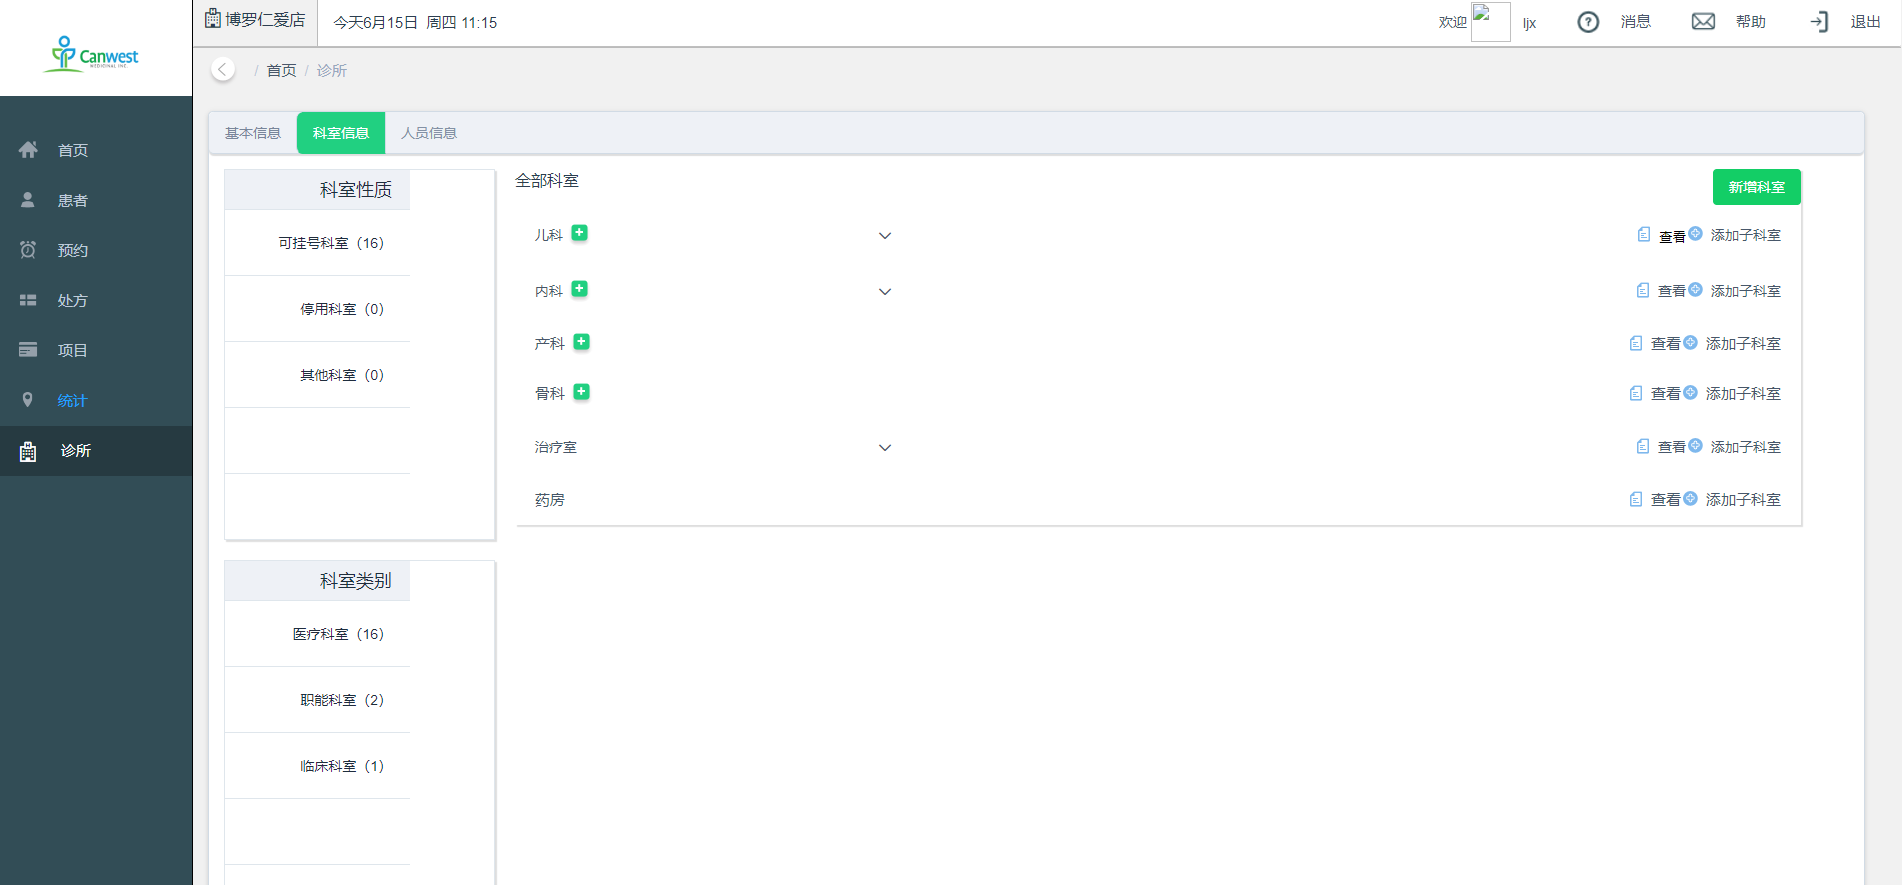 博罗仁爱店 今天6月15日 周四 11:15 欢迎 ljx 消息 帮助 退出
Canwest
MEDICINAL INC.
/ 首页 / 诊所
首页
患者
预约
处方
项目
统计
诊所
基本信息 科室信息 人员信息
科室性质
可挂号科室（16）
停用科室（0）
其他科室（0）
科室类别
医疗科室（16）
职能科室（2）
临床科室（1）
全部科室 新增科室
儿科 查看 添加子科室
内科 查看 添加子科室
产科 查看 添加子科室
骨科 查看 添加子科室
治疗室 查看 添加子科室
药房 查看 添加子科室